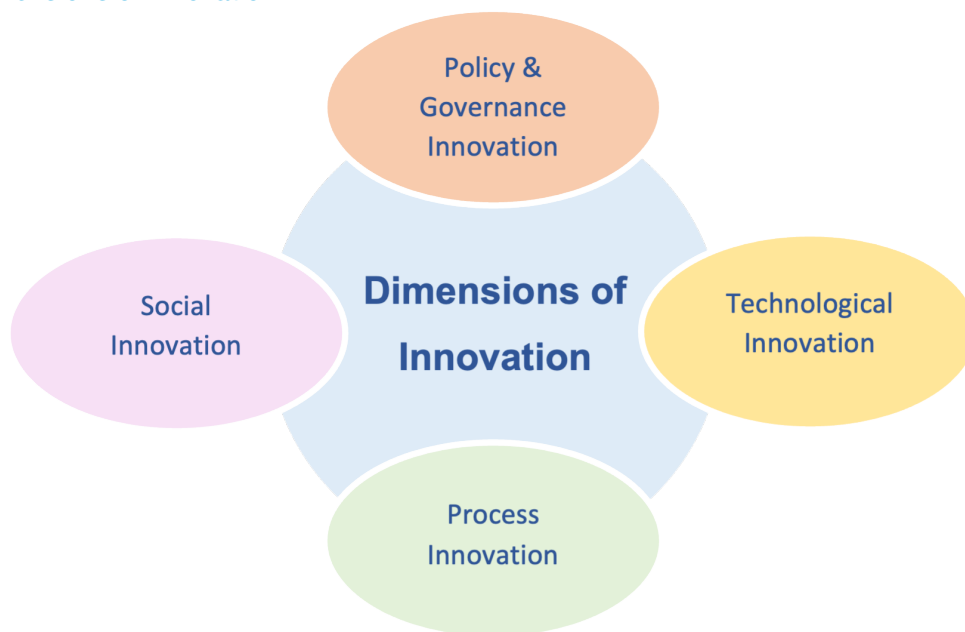 Policy &
Governance
Innovation
Social
Innovation
Dimensions of
Innovation
Technological
Innovation
Process
Innovation